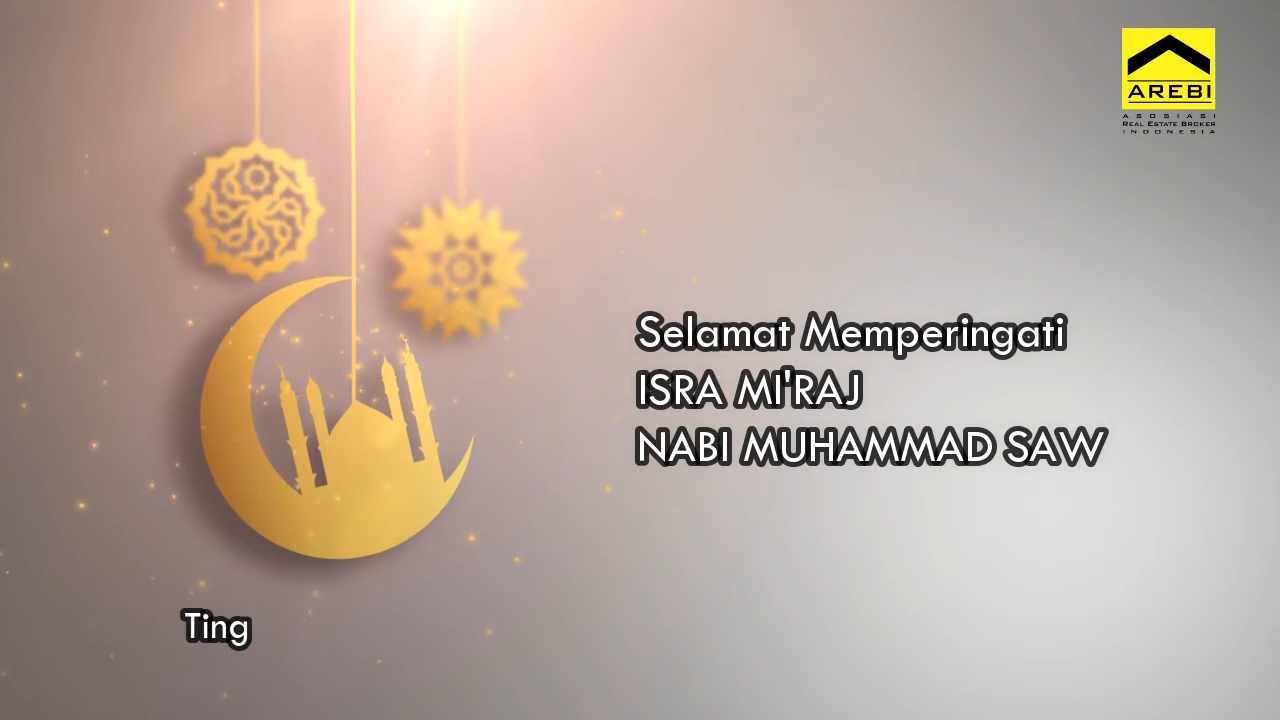 AREBI
ASOSIASI
REAL ESTATE BROKER
INDONESIA
Selamat Memperingati
ISRA MI'RAJ
NABI MUHAMMAD SAW
Ting